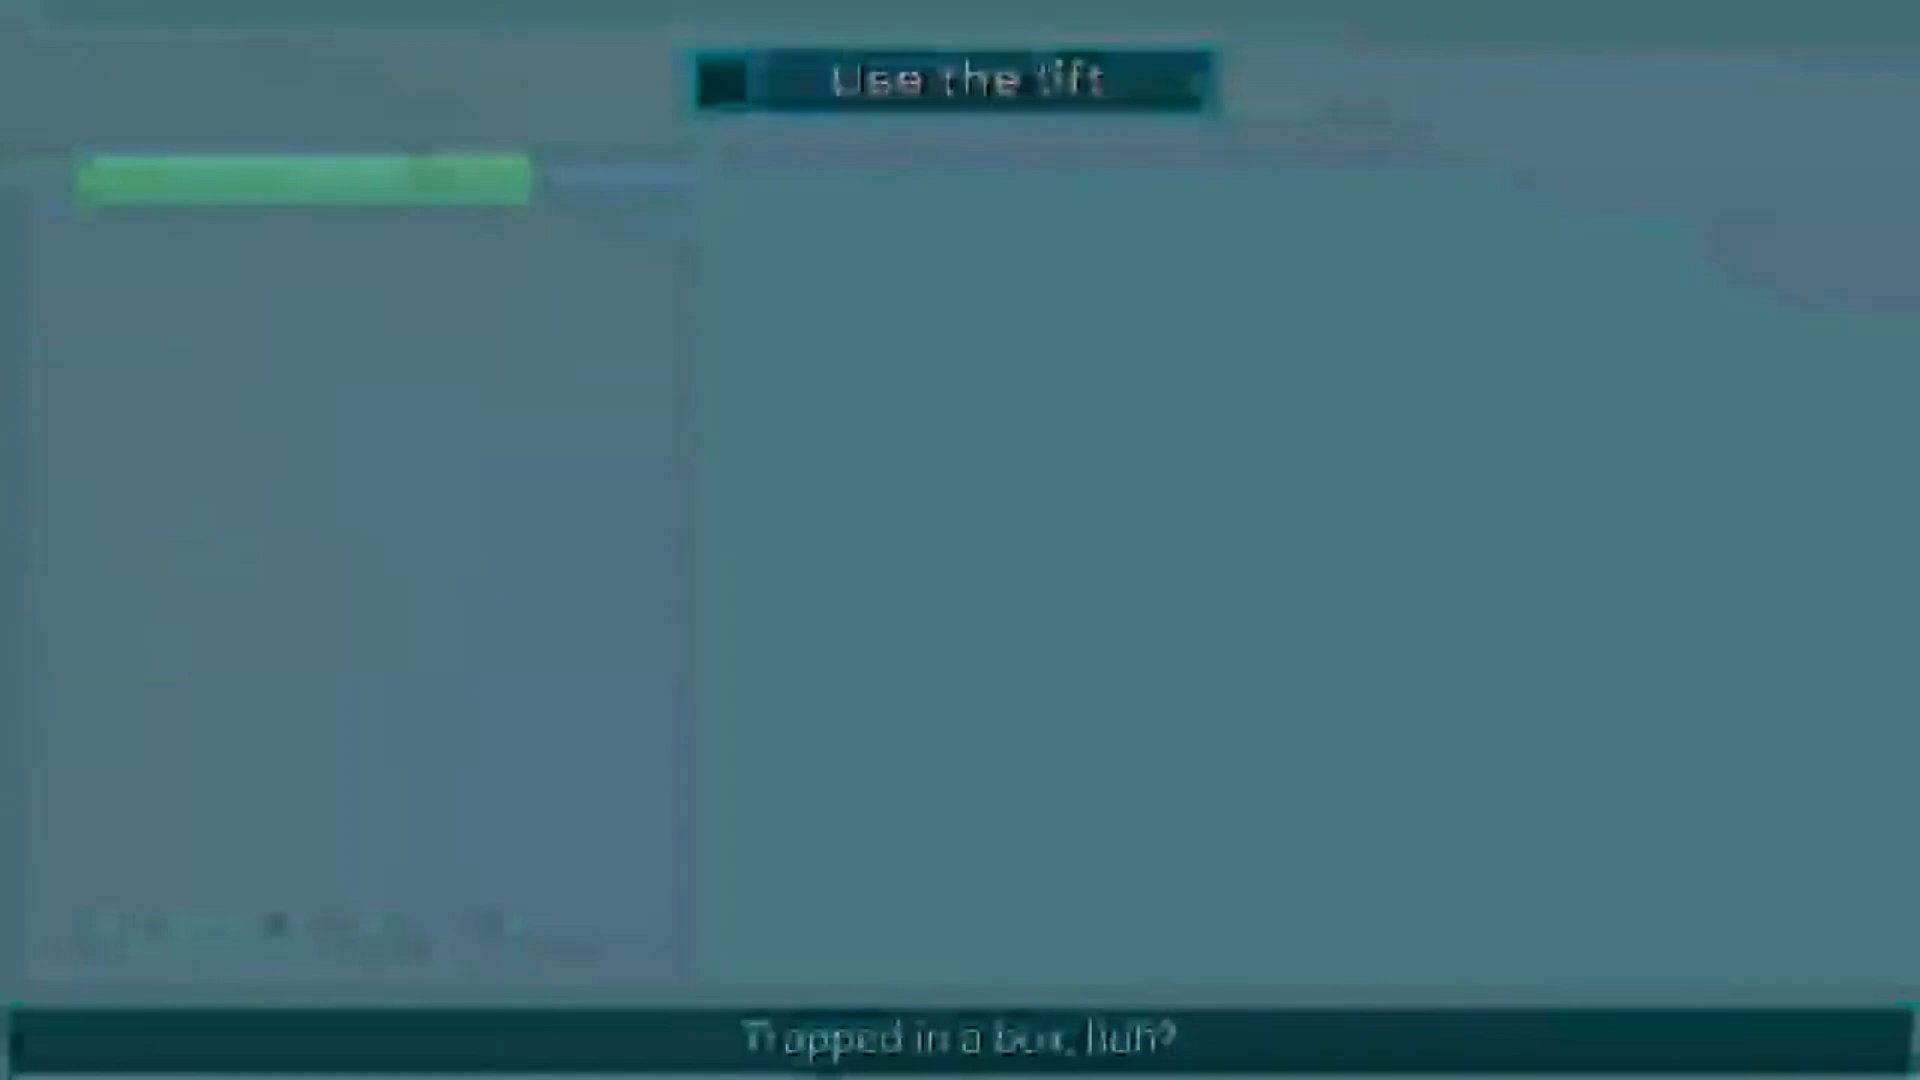 Use the lift
Trapped in a box, huh?